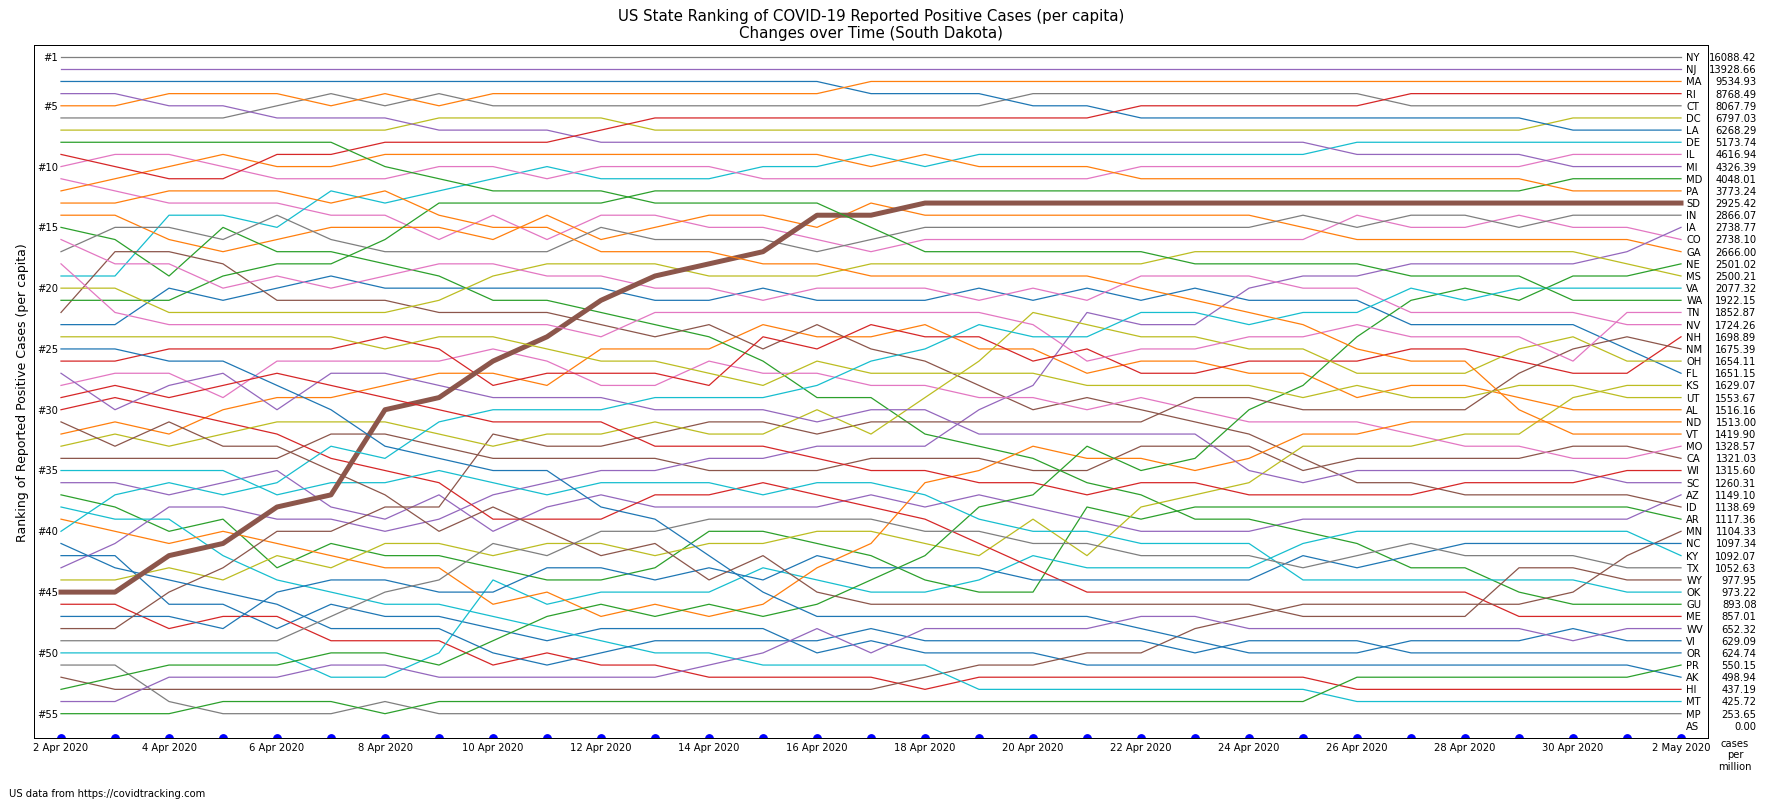 US State Ranking of COVID-19 Reported Positive Cases (per capita)
Changes over Time (South Dakota)
Ranking of Reported Positive Cases (per capita)
#1
#5
#10
#15
#20
#25
#30
#35
#40
#45
#50
#55
NY 16088.42
NJ 13928.66
MA 9534.93
RI 8768.49
CT 8067.79
DC 6797.03
LA 6268.29
DE 5173.74
IL 4616.94
MI 4326.39
MD 4048.01
PA 3773.24
SD 2925.42
IN 2866.07
IA 2738.77
CO 2738.10
GA 2666.00
NE 2501.02
MS 2500.21
VA 2077.32
WA 1922.15
TN 1852.87
NV 1724.26
NH 1698.89
NM 1675.39
OH 1654.11
FL 1651.15
KS 1629.07
UT 1553.67
AL 1516.16
ND 1513.00
VT 1419.90
MO 1328.57
CA 1321.03
WI 1315.60
SC 1260.31
AZ 1149.10
ID 1138.69
AR 1117.36
MN 1104.33
NC 1097.34
KY 1092.07
TX 1052.63
WY 977.95
OK 973.22
GU 893.08
ME 857.01
WV 652.32
VI 629.09
OR 624.74
PR 550.15
AK 498.94
HI 437.19
MT 425.72
MP 253.65
AS 0.00
2 Apr 2020 4 Apr 2020 6 Apr 2020 8 Apr 2020 10 Apr 2020 12 Apr 2020 14 Apr 2020 16 Apr 2020 18 Apr 2020 20 Apr 2020 22 Apr 2020 24 Apr 2020 26 Apr 2020 28 Apr 2020 30 Apr 2020 2 May 2020
cases
per
million
US data from https://covidtracking.com